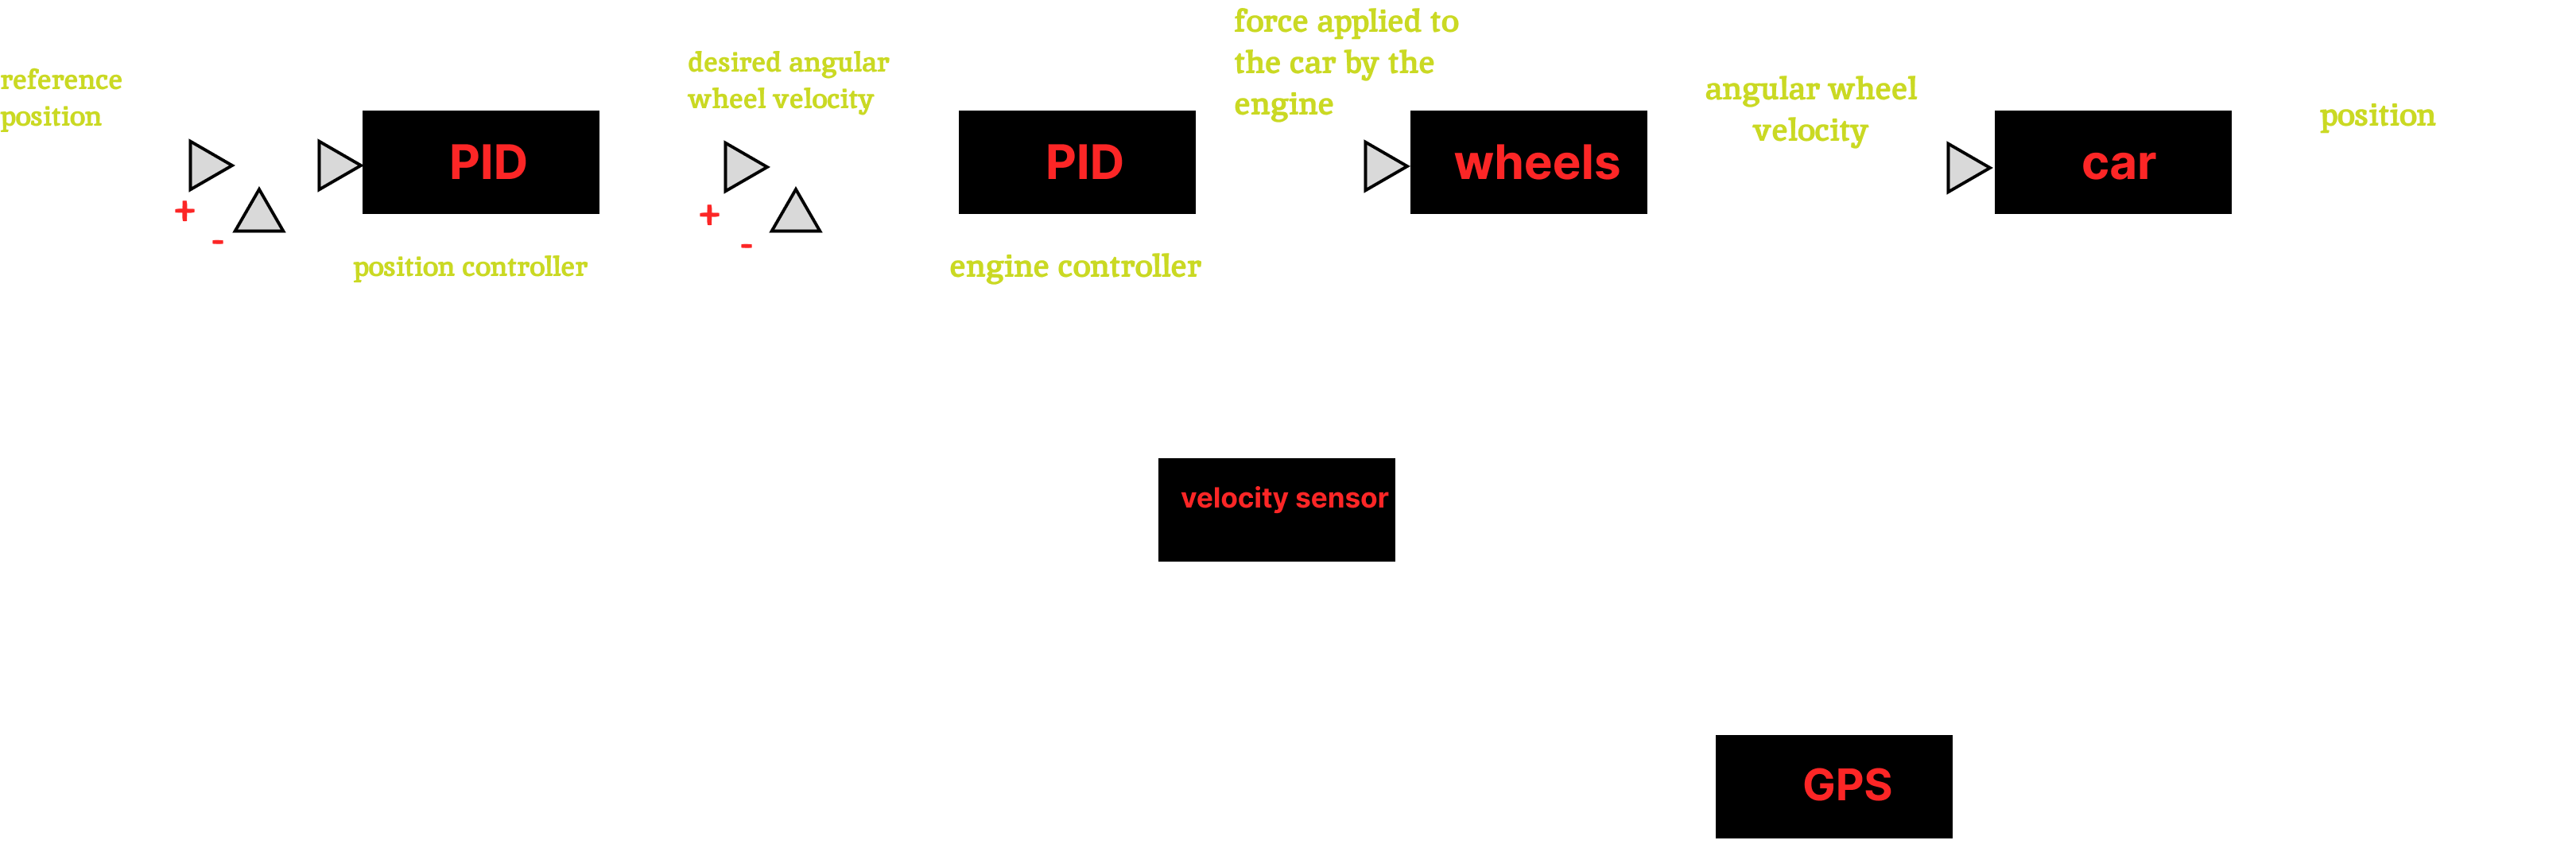 reference
position
+
-
PID
position controller
desired angular
wheel velocity
+
-
PID
engine controller
force applied to
the car by the
engine
wheels
angular wheel
velocity
car
position
velocity sensor
GPS